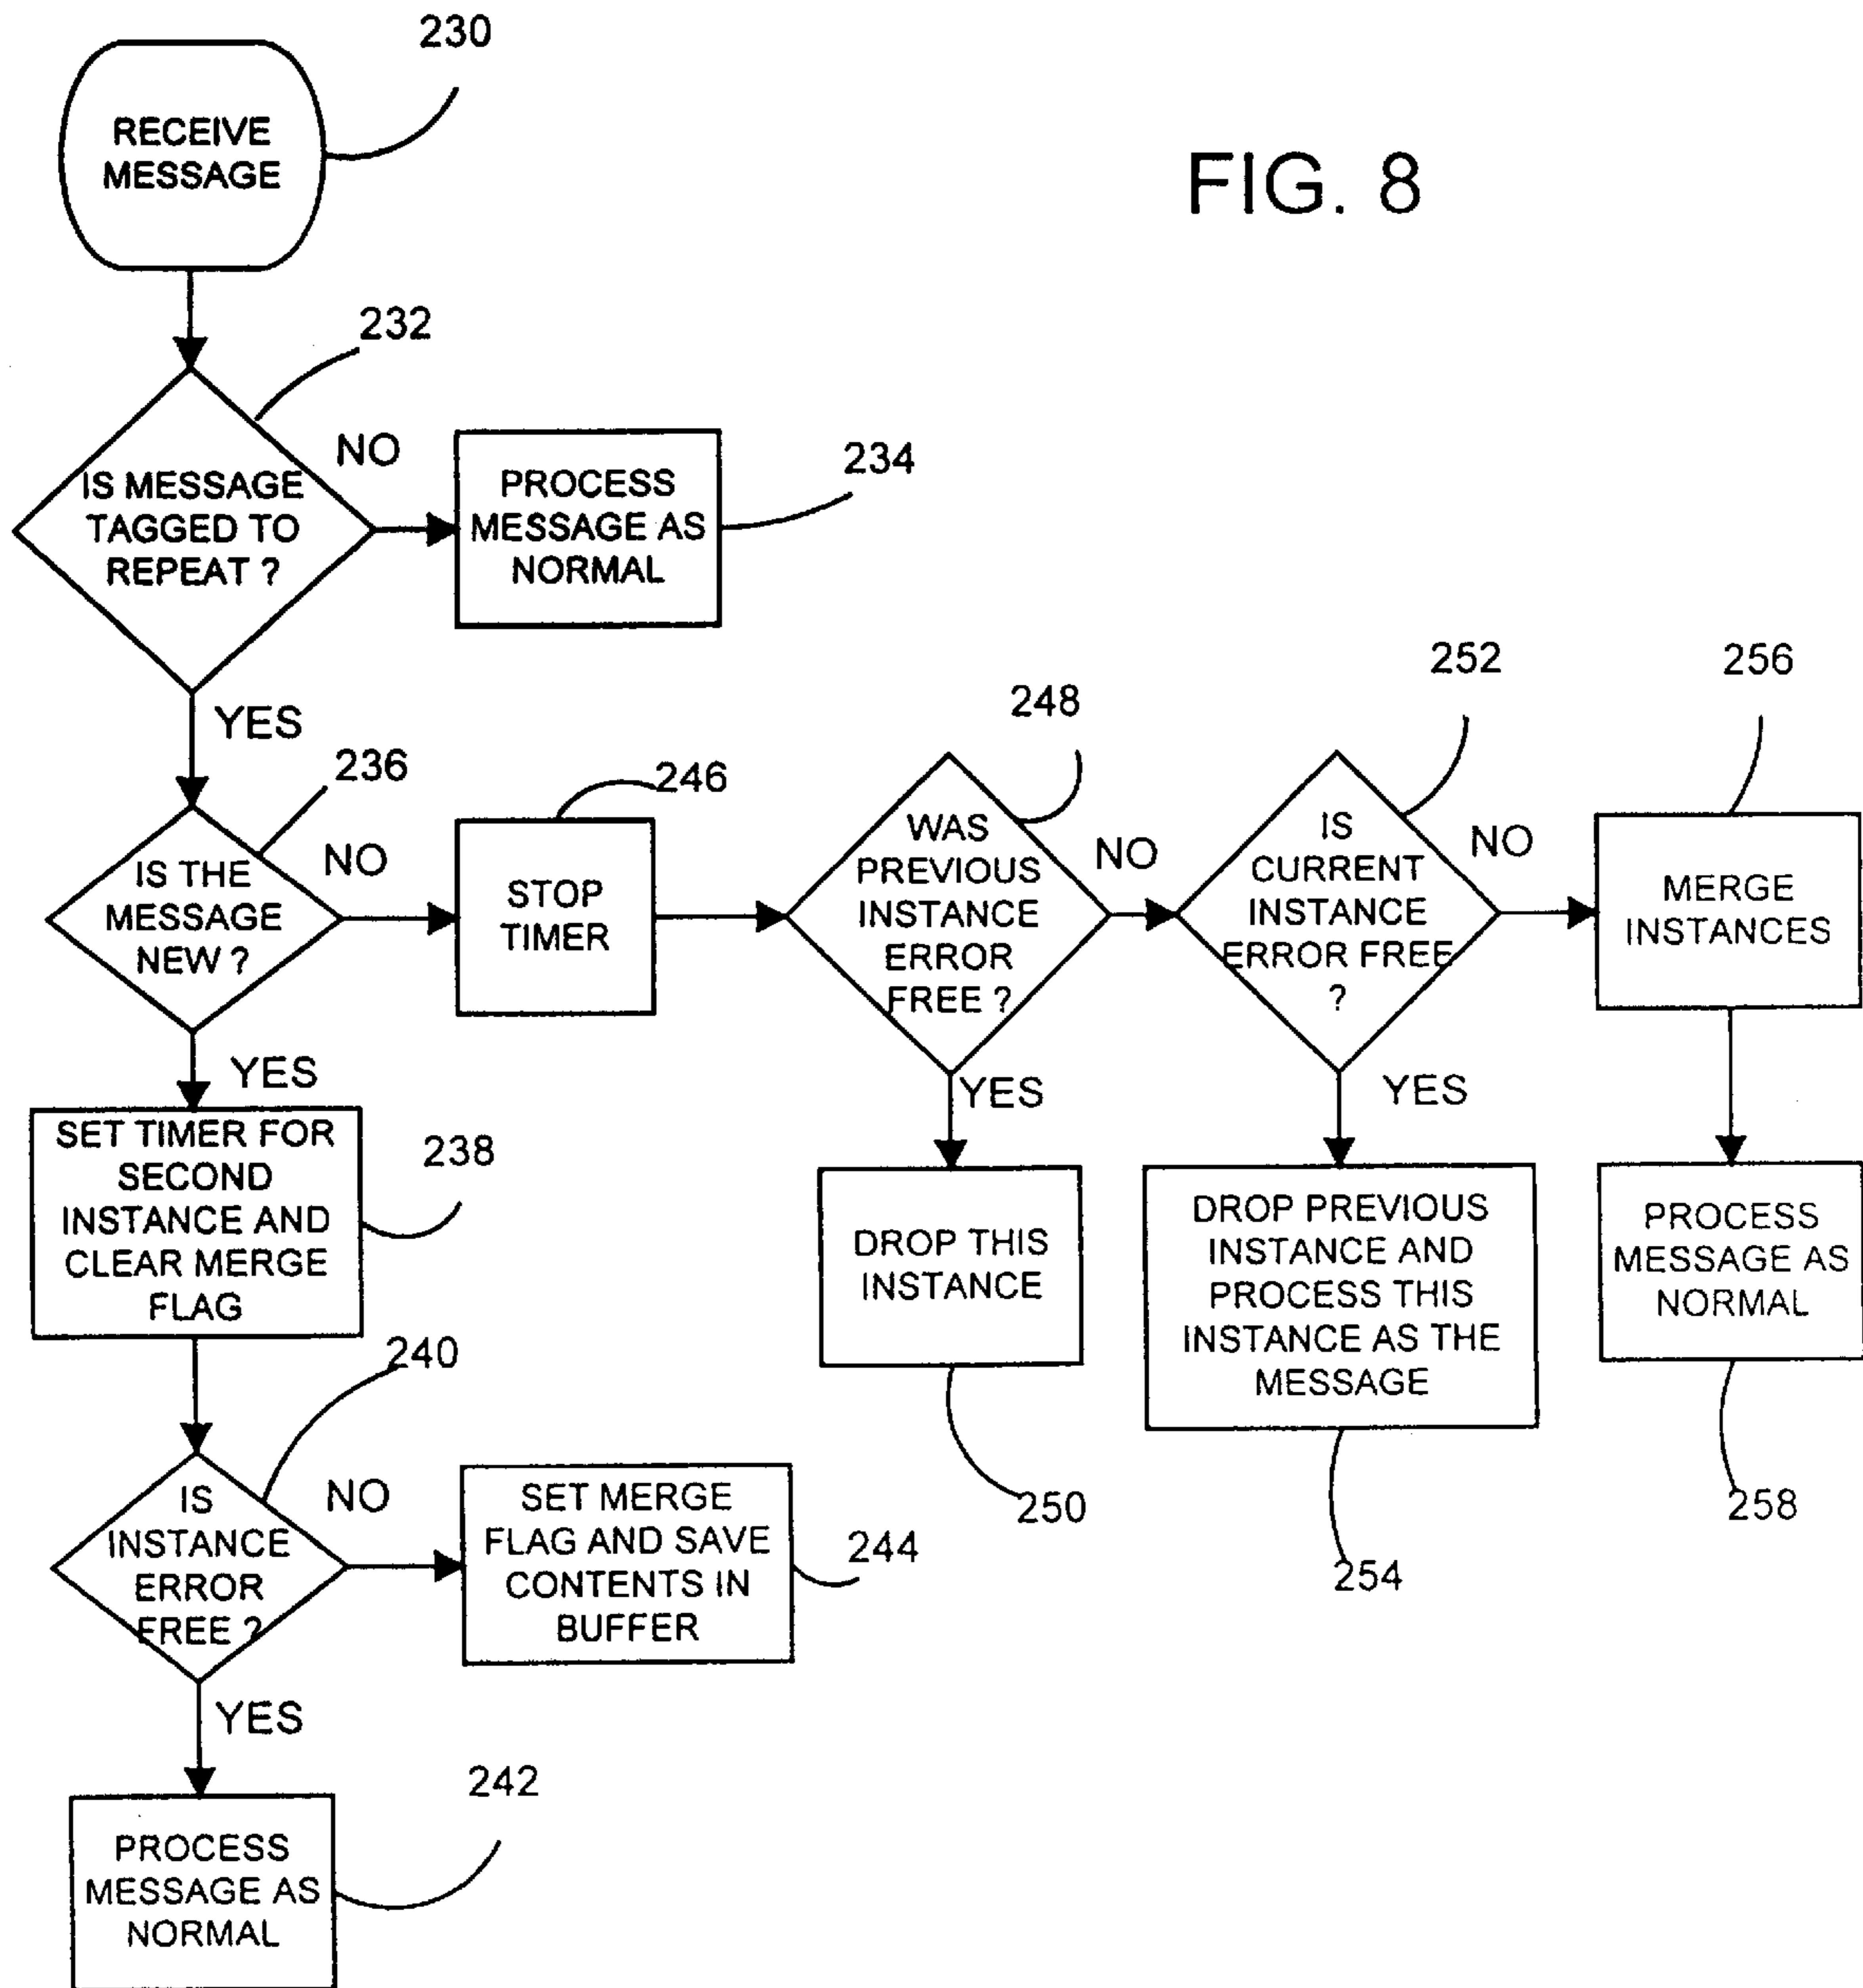 230
RECEIVE
MESSAGE
FIG. 8
232
IS MESSAGE
TAGGED TO
REPEAT ?
NO
PROCESS
MESSAGE AS
NORMAL
234
YES
236
IS THE
MESSAGE
NEW ?
NO
246
STOP
TIMER
248
WAS
PREVIOUS
INSTANCE
ERROR
FREE ?
NO
252
IS
CURRENT
INSTANCE
ERROR FREE
?
NO
256
MERGE
INSTANCES
YES
SET TIMER FOR
SECOND
INSTANCE AND
CLEAR MERGE
FLAG
238
YES
DROP THIS
INSTANCE
250
YES
DROP PREVIOUS
INSTANCE AND
PROCESS THIS
INSTANCE AS THE
MESSAGE
254
PROCESS
MESSAGE AS
NORMAL
258
240
IS
INSTANCE
ERROR
FREE ?
NO
SET MERGE
FLAG AND SAVE
CONTENTS IN
BUFFER
244
YES
242
PROCESS
MESSAGE AS
NORMAL